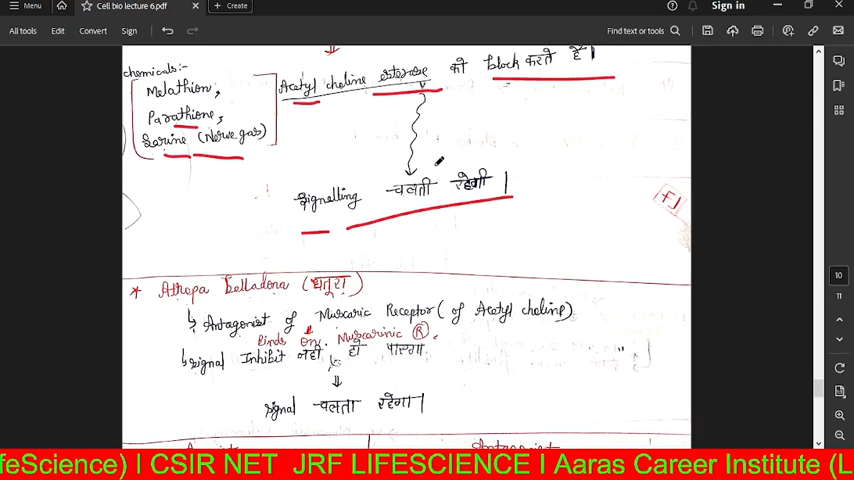 Menu
Cell bio lecture 6.pdf
Create
Sign in
All tools Edit Convert Sign
Find text or tools
chemicals:-
Melathion,
Parathione,
Sarine (Nerve gas)
Acetyl choline esterase को block करते है |
Signalling चलती रहेगी |
* Atropa belladona (धतूरा)
Antagonist of Muscaric Receptor (of Acetyl choline)
Binds on Muscarinic R.
Signal Inhibit नही हो पाएगा
Signal चलता रहेगा |
10
11
ifeScience) I CSIR NET JRF LIFESCIENCE I Aaras Career Institute (L